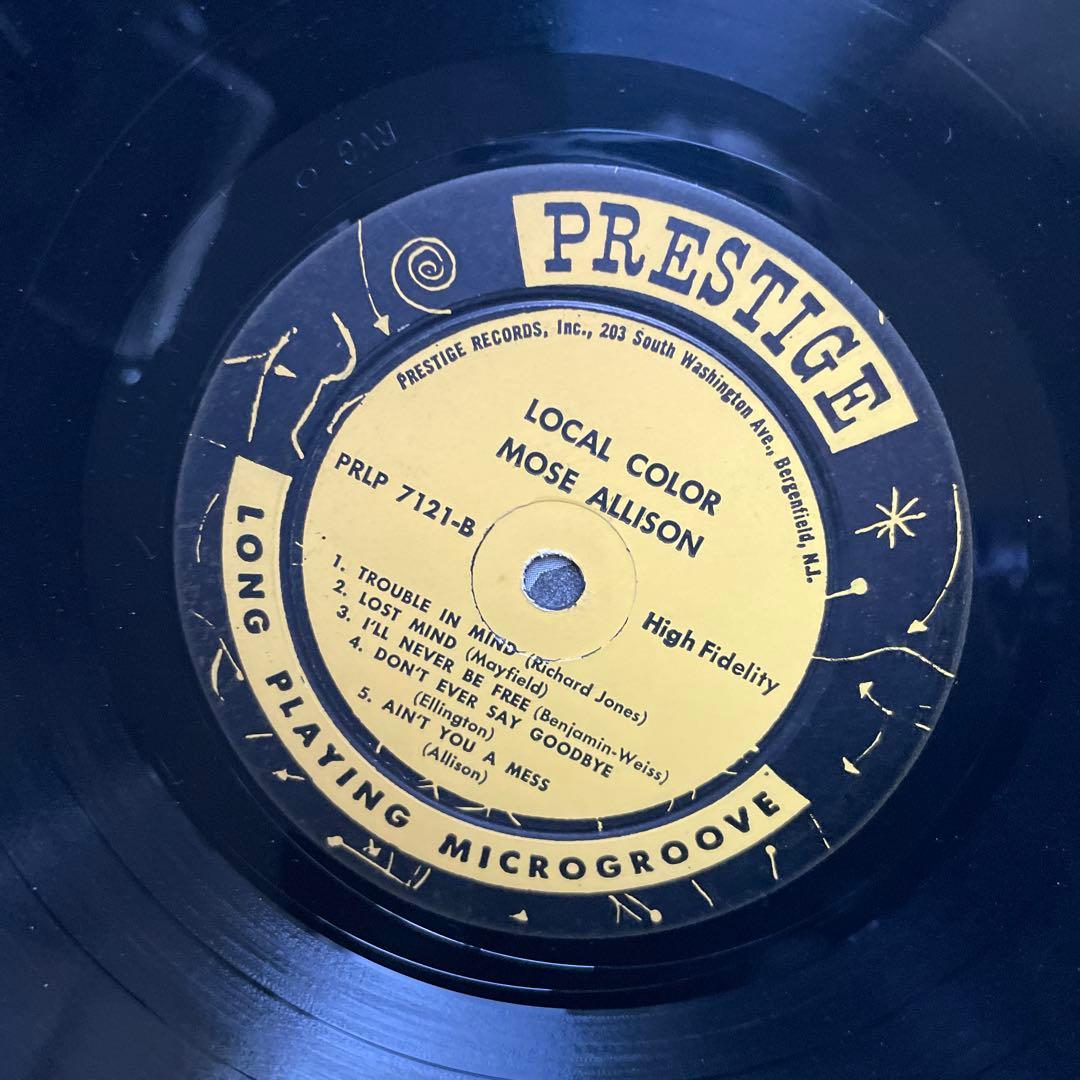 PRESTIGE
PRESTIGE RECORDS, Inc., 203 South Washington Ave., Bergenfield, N.J.
LOCAL COLOR
MOSE ALLISON
PRLP 7121-B
High Fidelity
1. TROUBLE IN MIND (Richard Jones)
2. LOST MIND (Mayfield)
3. I'LL NEVER BE FREE (Benjamin-Weiss)
4. DON'T EVER SAY GOODBYE
(Ellington)
5. AIN'T YOU A MESS
(Allison)
LONG PLAYING MICROGROOVE
RVG